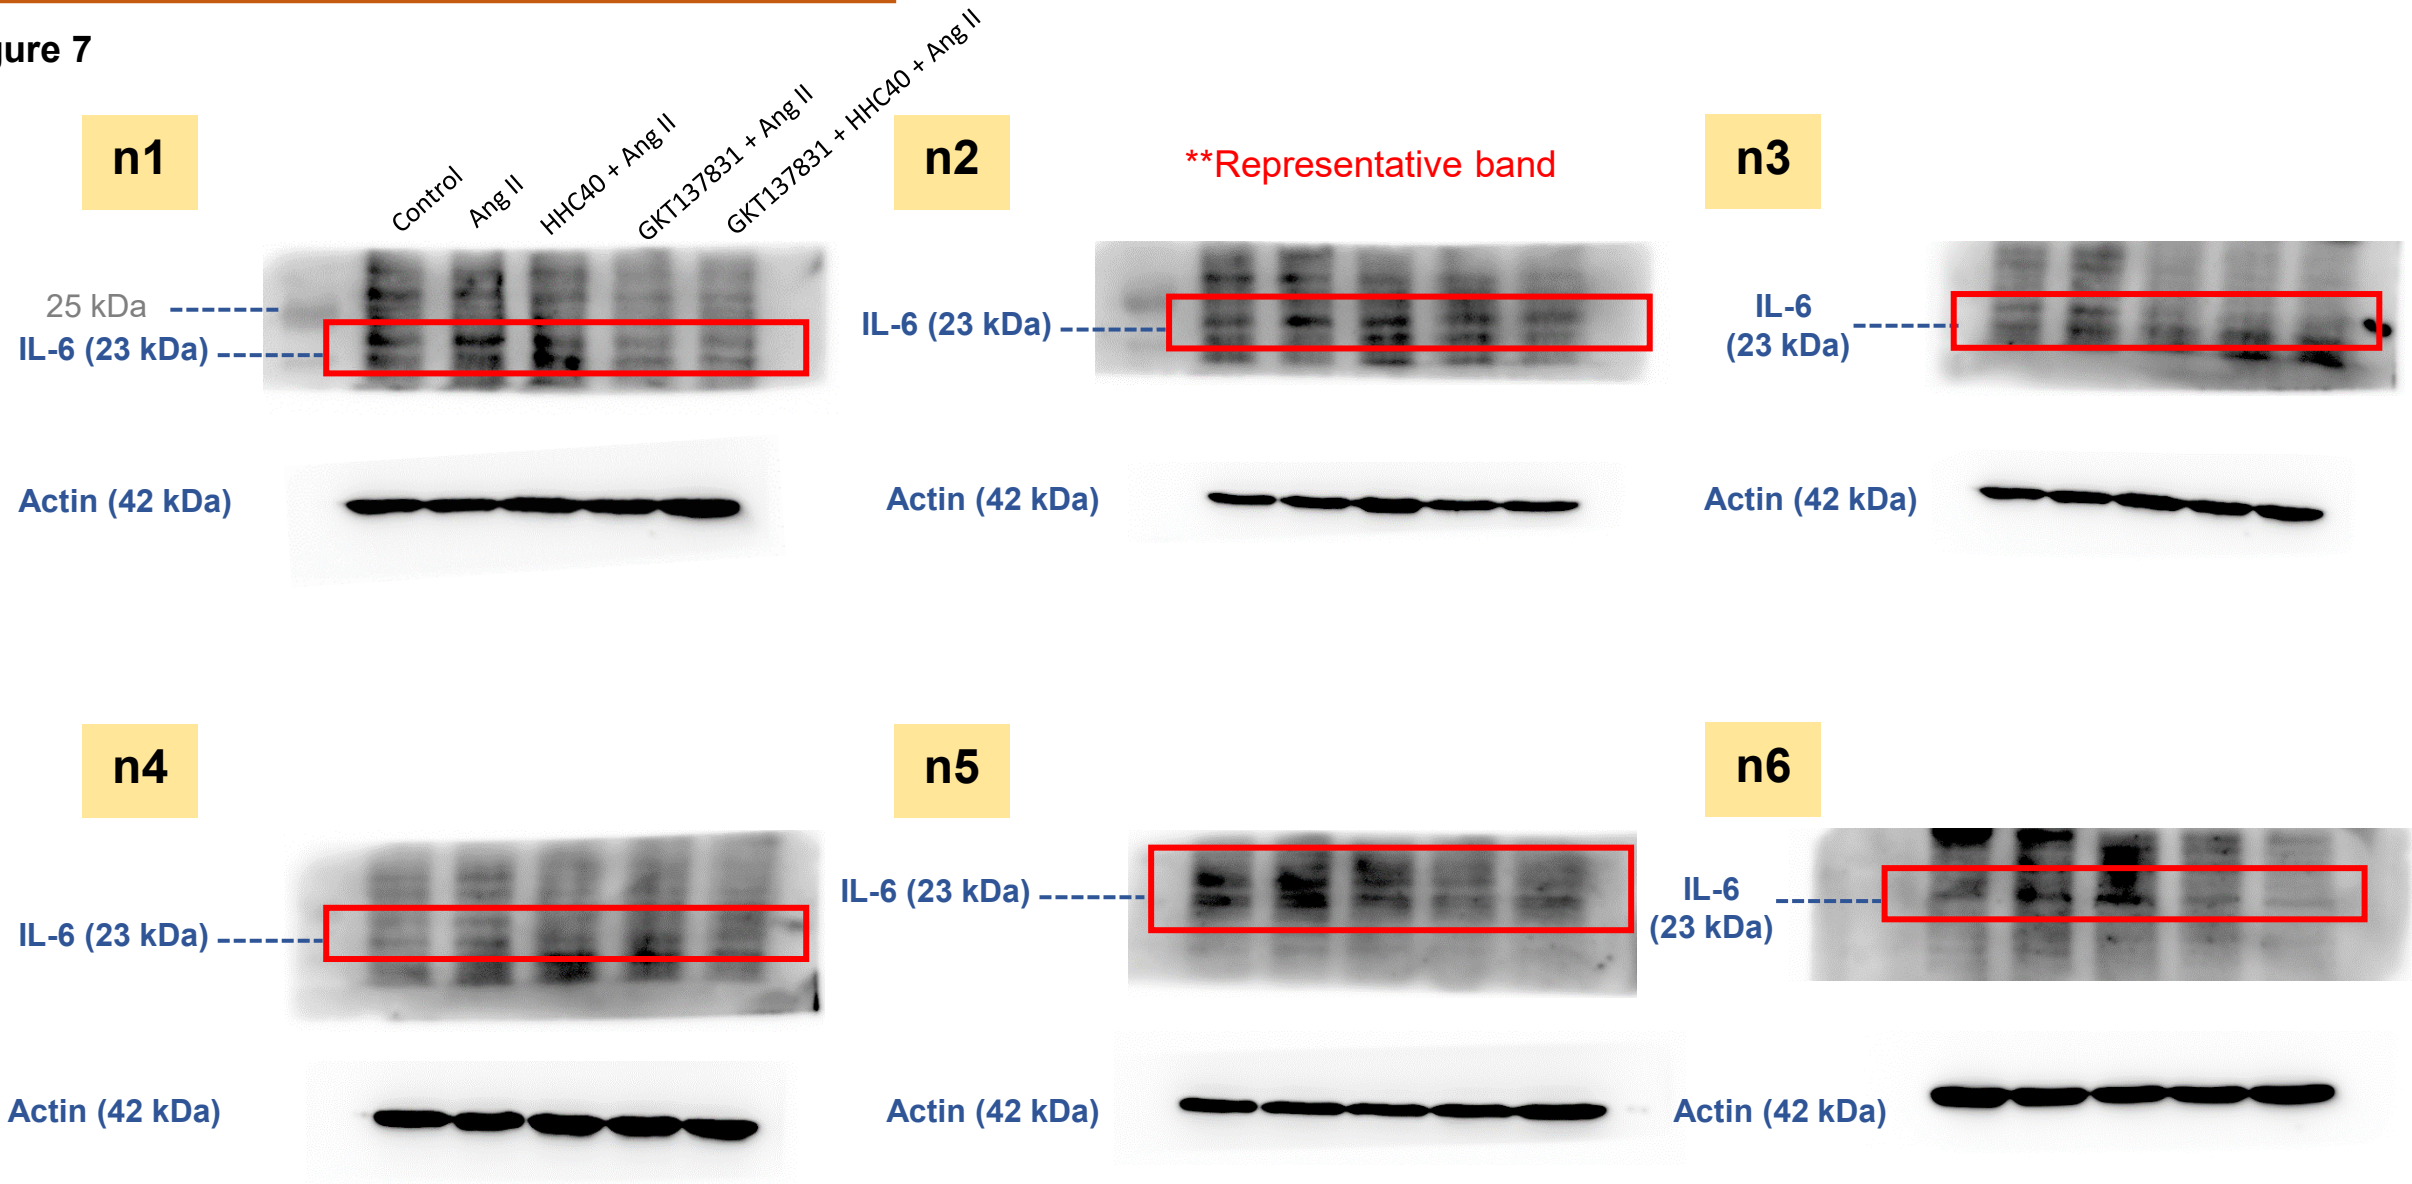 gure 7
n1
Control
Ang II
HHC40 + Ang II
GKT137831 + Ang II
GKT137831 + HHC40 + Ang II
25 kDa
IL-6 (23 kDa)
Actin (42 kDa)
n2
**Representative band
IL-6 (23 kDa)
Actin (42 kDa)
n3
IL-6
(23 kDa)
Actin (42 kDa)
n4
IL-6 (23 kDa)
Actin (42 kDa)
n5
IL-6 (23 kDa)
Actin (42 kDa)
n6
IL-6
(23 kDa)
Actin (42 kDa)